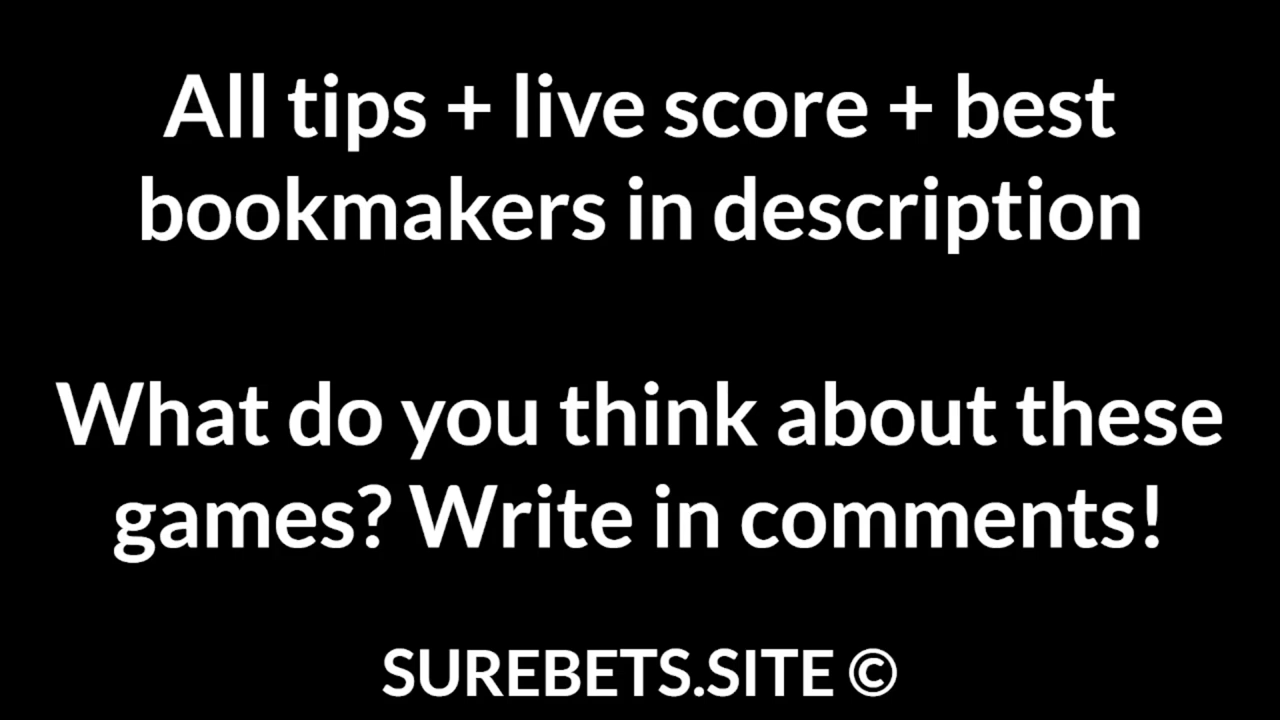 All tips + live score + best
bookmakers in description
What do you think about these
games? Write in comments!
SUREBETS.SITE ©